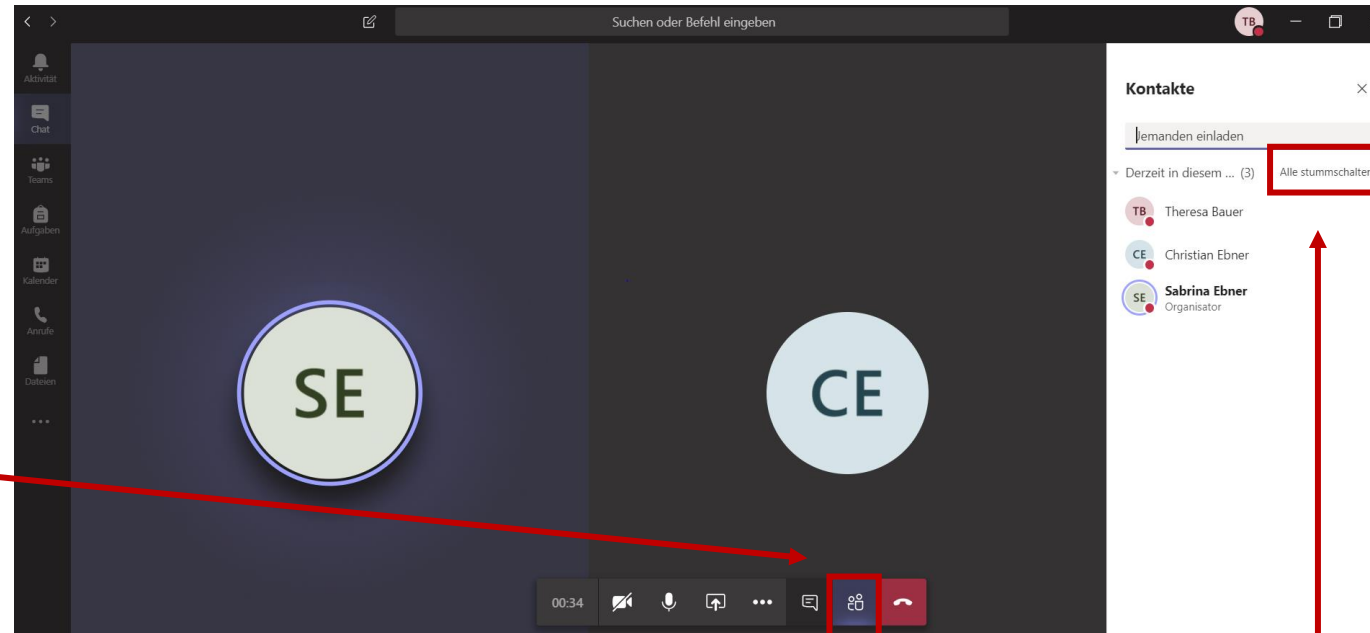 Suchen oder Befehl eingeben
TB
Aktivität
Chat
Teams
Aufgaben
Kalender
Anrufe
Dateien
SE
CE
00:34
Kontakte
Jemanden einladen
Derzeit in diesem ... (3) Alle stummschalten
TB Theresa Bauer
CE Christian Ebner
SE Sabrina Ebner
Organisator